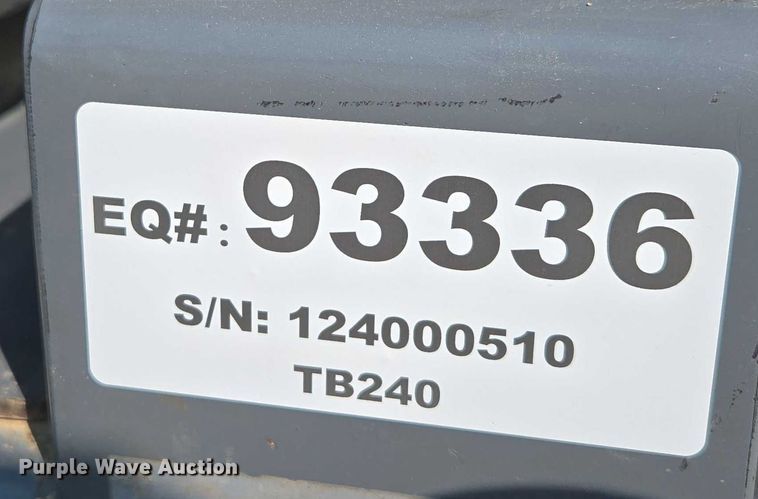 EQ#: 93336
S/N: 124000510
TB240
Purple Wave Auction